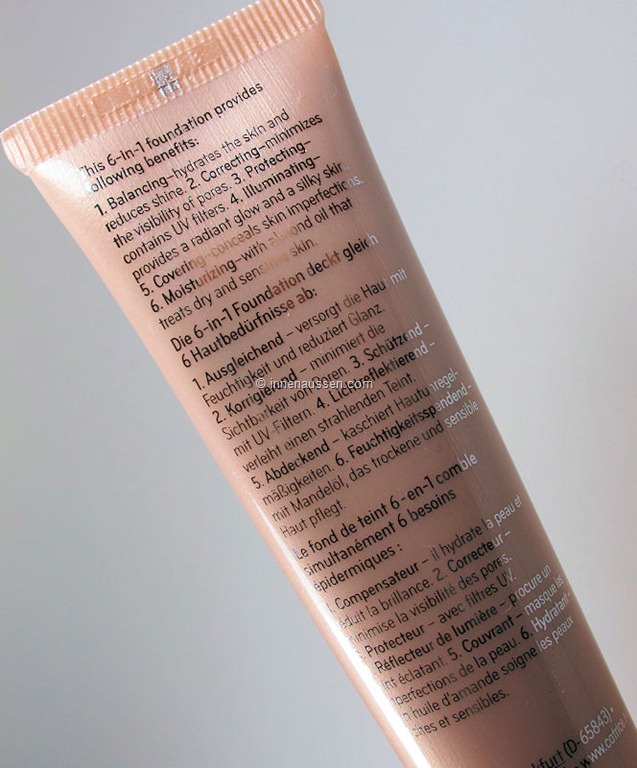 This 6-in-1 foundation provides
following benefits:
1. Balancing–hydrates the skin and
reduces shine. 2. Correcting–minimizes
the visibility of pores. 3. Protecting–
contains UV filters. 4. Illuminating–
provides a radiant glow and a silky skin.
5. Covering–conceals skin imperfections.
6. Moisturizing–with almond oil that
treats dry and sensitive skin.
Die 6-in-1 Foundation deckt gleich
6 Hautbedürfnisse ab:
1. Ausgleichend – versorgt die Haut mit
Feuchtigkeit und reduziert Glanz.
2. Korrigierend – minimiert die
Sichtbarkeit von Poren. 3. Schützend –
mit UV-Filtern. 4. Lichtreflektierend –
verleiht einen strahlenden Teint.
5. Abdeckend – kaschiert Hautunregel-
mäßigkeiten. 6. Feuchtigkeitsspendend–
mit Mandelöl, das trockene und sensible
Haut pflegt.
Le fond de teint 6-en-1 comble
simultanément 6 besoins
épidermiques :
1. Compensateur – il hydrate la peau et
réduit la brillance. 2. Correcteur –
minimise la visibilité des pores.
Protecteur – avec filtres UV.
Réflecteur de lumière – procure un
éclatant. 5. Couvrant – masque les
imperfections de la peau. 6. Hydratant–
huile d'amande soigne les peaux
et sensibles.
(D-65843) •
www.catrice
© innenaussen.com